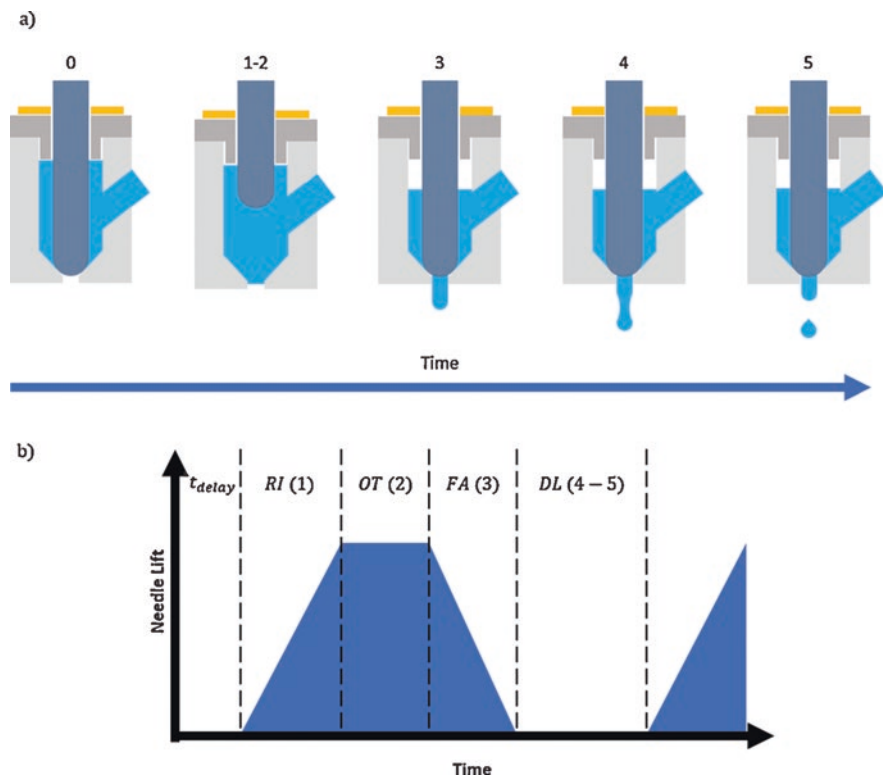 a)
0 1-2 3 4 5
Time
b)
t_delay RI (1) OT (2) FA (3) DL (4 − 5)
Needle Lift
Time